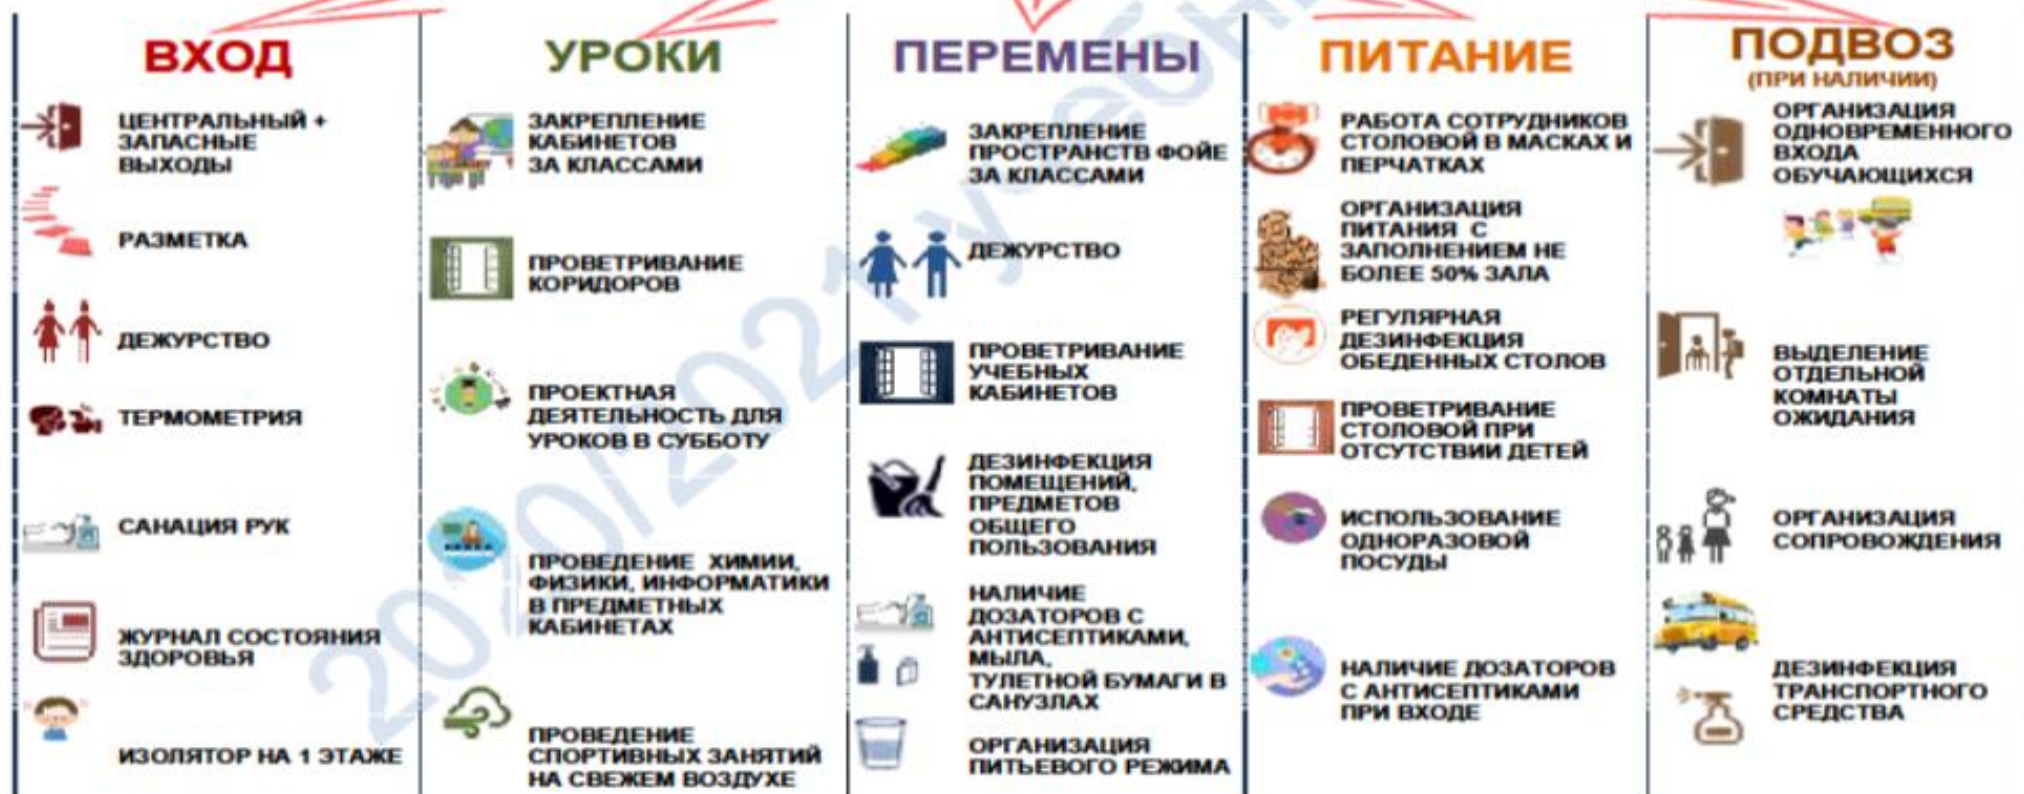 ВХОД
ЦЕНТРАЛЬНЫЙ +
ЗАПАСНЫЕ
ВЫХОДЫ
РАЗМЕТКА
ДЕЖУРСТВО
ТЕРМОМЕТРИЯ
САНАЦИЯ РУК
ЖУРНАЛ СОСТОЯНИЯ
ЗДОРОВЬЯ
ИЗОЛЯТОР НА 1 ЭТАЖЕ
УРОКИ
ЗАКРЕПЛЕНИЕ
КАБИНЕТОВ
ЗА КЛАССАМИ
ПРОВЕТРИВАНИЕ
КОРИДОРОВ
ПРОЕКТНАЯ
ДЕЯТЕЛЬНОСТЬ ДЛЯ
УРОКОВ В СУББОТУ
ПРОВЕДЕНИЕ ХИМИИ,
ФИЗИКИ, ИНФОРМАТИКИ
В ПРЕДМЕТНЫХ
КАБИНЕТАХ
ПРОВЕДЕНИЕ
СПОРТИВНЫХ ЗАНЯТИЙ
НА СВЕЖЕМ ВОЗДУХЕ
ПЕРЕМЕНЫ
ЗАКРЕПЛЕНИЕ
ПРОСТРАНСТВ ФОЙЕ
ЗА КЛАССАМИ
ДЕЖУРСТВО
ПРОВЕТРИВАНИЕ
УЧЕБНЫХ
КАБИНЕТОВ
ДЕЗИНФЕКЦИЯ
ПОМЕЩЕНИЙ,
ПРЕДМЕТОВ
ОБЩЕГО
ПОЛЬЗОВАНИЯ
НАЛИЧИЕ
ДОЗАТОРОВ С
АНТИСЕПТИКАМИ,
МЫЛА,
ТУЛЕТНОЙ БУМАГИ В
САНУЗЛАХ
ОРГАНИЗАЦИЯ
ПИТЬЕВОГО РЕЖИМА
ПИТАНИЕ
РАБОТА СОТРУДНИКОВ
СТОЛОВОЙ В МАСКАХ И
ПЕРЧАТКАХ
ОРГАНИЗАЦИЯ
ПИТАНИЯ С
ЗАПОЛНЕНИЕМ НЕ
БОЛЕЕ 50% ЗАЛА
РЕГУЛЯРНАЯ
ДЕЗИНФЕКЦИЯ
ОБЕДЕННЫХ СТОЛОВ
ПРОВЕТРИВАНИЕ
СТОЛОВОЙ ПРИ
ОТСУТСТВИИ ДЕТЕЙ
ИСПОЛЬЗОВАНИЕ
ОДНОРАЗОВОЙ
ПОСУДЫ
НАЛИЧИЕ ДОЗАТОРОВ
С АНТИСЕПТИКАМИ
ПРИ ВХОДЕ
ПОДВОЗ
(ПРИ НАЛИЧИИ)
ОРГАНИЗАЦИЯ
ОДНОВРЕМЕННОГО
ВХОДА
ОБУЧАЮЩИХСЯ
ВЫДЕЛЕНИЕ
ОТДЕЛЬНОЙ
КОМНАТЫ
ОЖИДАНИЯ
ОРГАНИЗАЦИЯ
СОПРОВОЖДЕНИЯ
ДЕЗИНФЕКЦИЯ
ТРАНСПОРТНОГО
СРЕДСТВА
2020/2021